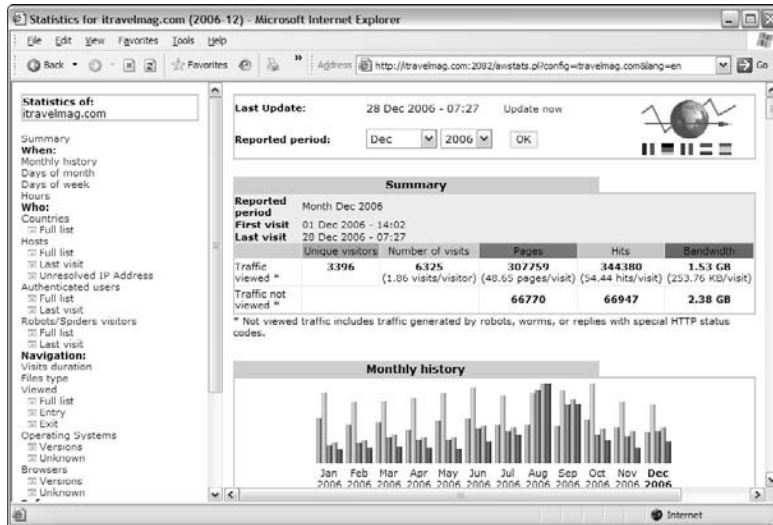 Statistics for itravelmag.com (2006-12) - Microsoft Internet Explorer
File Edit View Favorites Tools Help
Back Favorites » Address http://itravelmag.com:2082/awstats.pl?config=itravelmag.com&lang=en Go
Statistics of:
itravelmag.com
Summary
When:
Monthly history
Days of month
Days of week
Hours
Who:
Countries
Full list
Hosts
Full list
Last visit
Unresolved IP Address
Authenticated users
Full list
Last visit
Robots/Spiders visitors
Full list
Last visit
Navigation:
Visits duration
Files type
Viewed
Full list
Entry
Exit
Operating Systems
Versions
Unknown
Browsers
Versions
Unknown
Last Update: 28 Dec 2006 - 07:27 Update now
Reported period: Dec 2006 OK
Summary
Reported period Month Dec 2006
First visit 01 Dec 2006 - 14:02
Last visit 28 Dec 2006 - 07:27
Unique visitors Number of visits Pages Hits Bandwidth
Traffic viewed * 3396 6325 307759 344380 1.53 GB
(1.86 visits/visitor) (48.65 pages/visit) (54.44 hits/visit) (253.76 KB/visit)
Traffic not viewed * 66770 66947 2.38 GB
* Not viewed traffic includes traffic generated by robots, worms, or replies with special HTTP status
codes.
Monthly history
Jan Feb Mar Apr May Jun Jul Aug Sep Oct Nov Dec
2006 2006 2006 2006 2006 2006 2006 2006 2006 2006 2006 2006
Internet